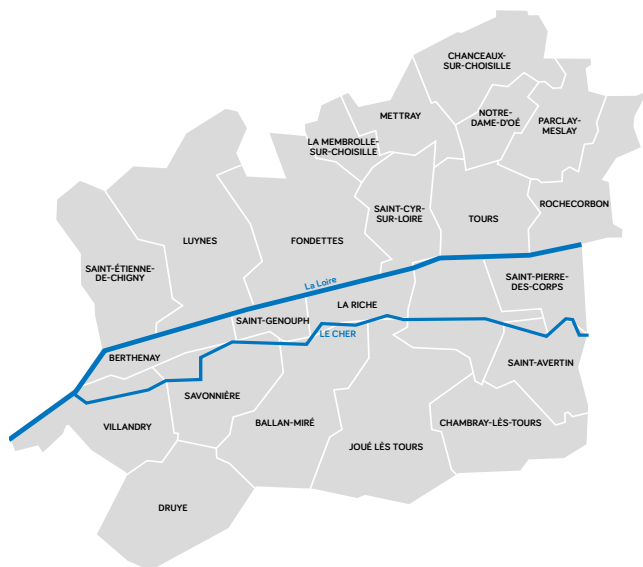 CHANCEAUX-
SUR-CHOISILLE
METTRAY
NOTRE-
DAME-D'OÉ
PARCLAY-
MESLAY
LA MEMBROLLE-
SUR-CHOISILLE
ROCHECORBON
SAINT-CYR-
SUR-LOIRE
TOURS
LUYNES
FONDETTES
SAINT-ÉTIENNE-
DE-CHIGNY
SAINT-PIERRE-
DES-CORPS
La Loire
LA RICHE
SAINT-GENOUPH
LE CHER
BERTHENAY
SAINT-AVERTIN
SAVONNIÈRE
VILLANDRY
BALLAN-MIRÉ
CHAMBRAY-LÈS-TOURS
JOUÉ LÈS TOURS
DRUYE